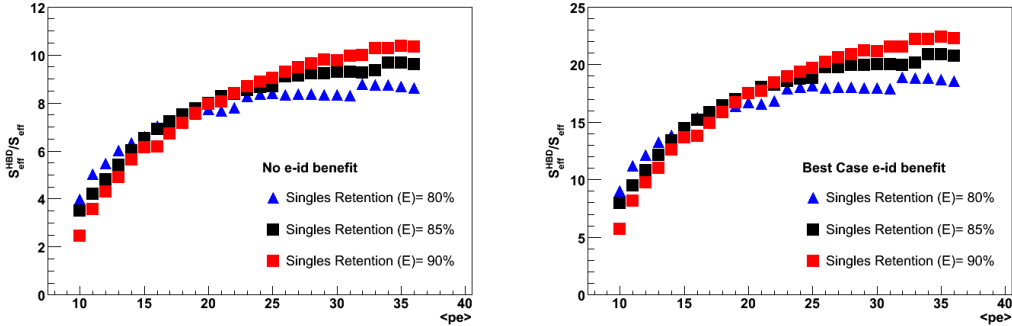 S_eff^HBD/S_eff
12
10
8
6
4
2
0
10 15 20 25 30 35 40
<pe>
No e-id benefit
Singles Retention (E)= 80%
Singles Retention (E)= 85%
Singles Retention (E)= 90%
S_eff^HBD/S_eff
25
20
15
10
5
0
10 15 20 25 30 35 40
<pe>
Best Case e-id benefit
Singles Retention (E)= 80%
Singles Retention (E)= 85%
Singles Retention (E)= 90%